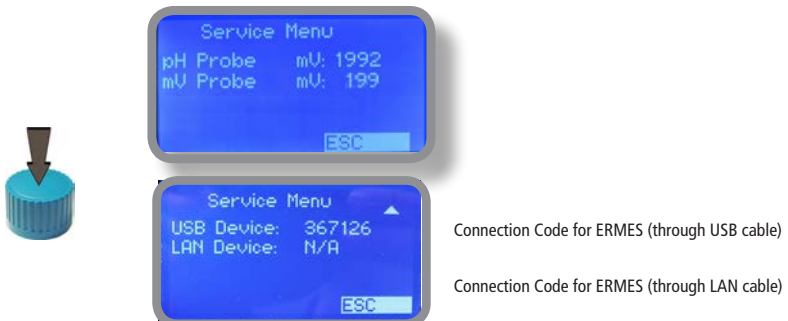 Service Menu
pH Probe mV: 1992
mV Probe mV: 199
ESC
Service Menu
USB Device: 367126
LAN Device: N/A
ESC
Connection Code for ERMES (through USB cable)
Connection Code for ERMES (through LAN cable)